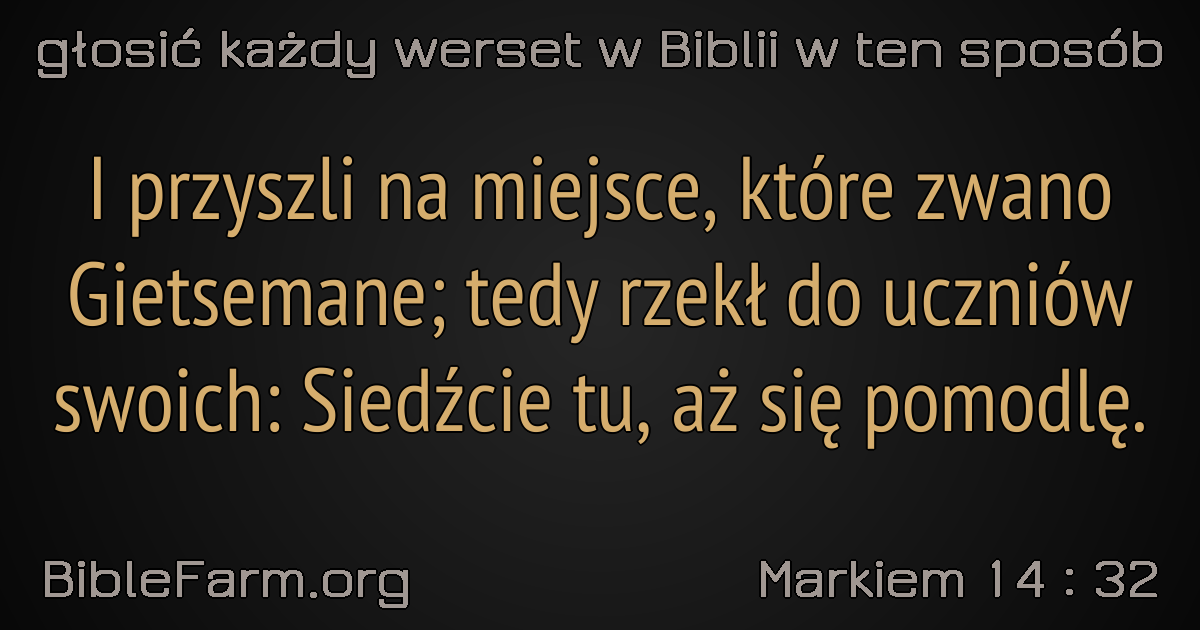 głosić każdy werset w Biblii w ten sposób
I przyszli na miejsce, które zwano
Gietsemane; tedy rzekł do uczniów
swoich: Siedźcie tu, aż się pomodlę.
BibleFarm.org
Markiem 14 : 32